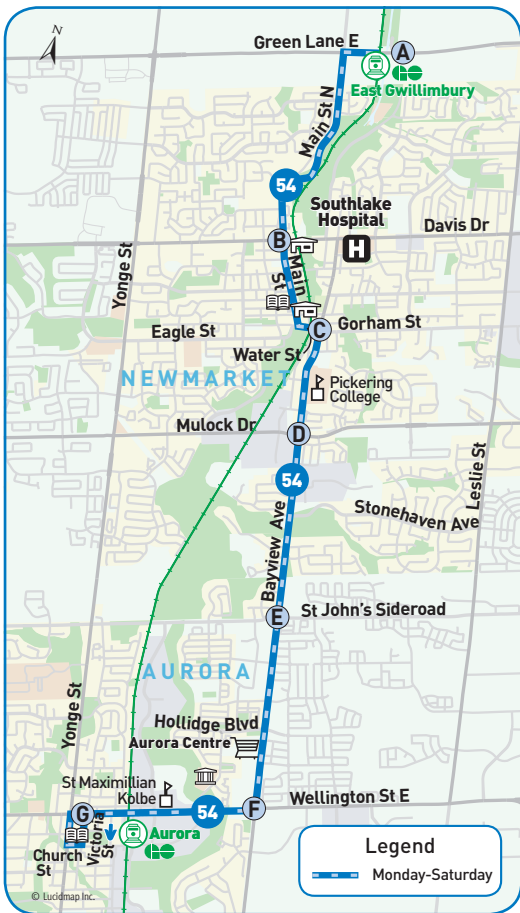 N
Green Lane E
A
East Gwillimbury
GO
Main St N
54
Southlake
Hospital
H
Davis Dr
B
Main
St
Yonge St
C
Gorham St
Eagle St
Water St
NEWMARKET
Pickering
College
Mulock Dr
D
54
Leslie St
Stonehaven Ave
Bayview Ave
E
St John's Sideroad
AURORA
Yonge St
Hollidge Blvd
Aurora Centre
St Maximillian
Kolbe
G
54
F
Wellington St E
Victoria
St
Aurora
GO
Church
St
Legend
Monday-Saturday
© Lucidmap Inc.